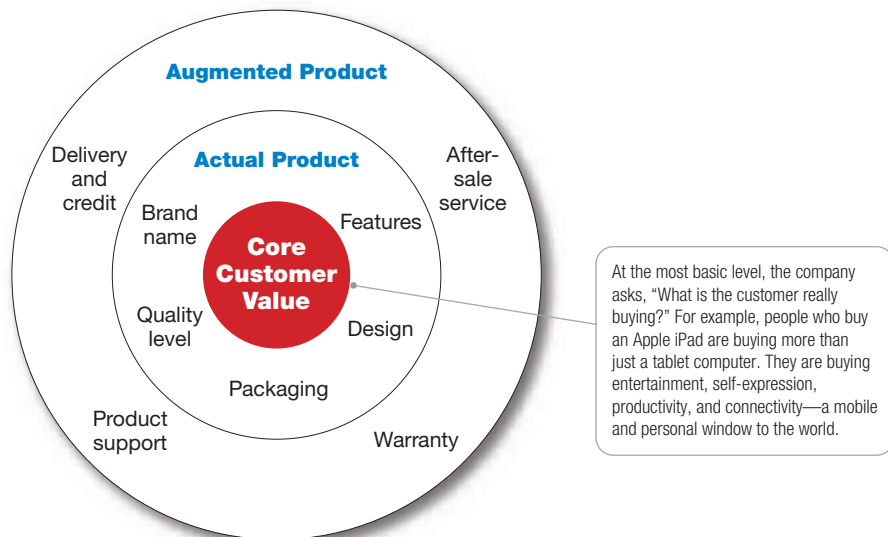 Augmented Product
Delivery
and
credit
After-
sale
service
Actual Product
Brand
name
Features
Core
Customer
Value
Quality
level
Design
Packaging
Product
support
Warranty
At the most basic level, the company
asks, “What is the customer really
buying?” For example, people who buy
an Apple iPad are buying more than
just a tablet computer. They are buying
entertainment, self-expression,
productivity, and connectivity—a mobile
and personal window to the world.